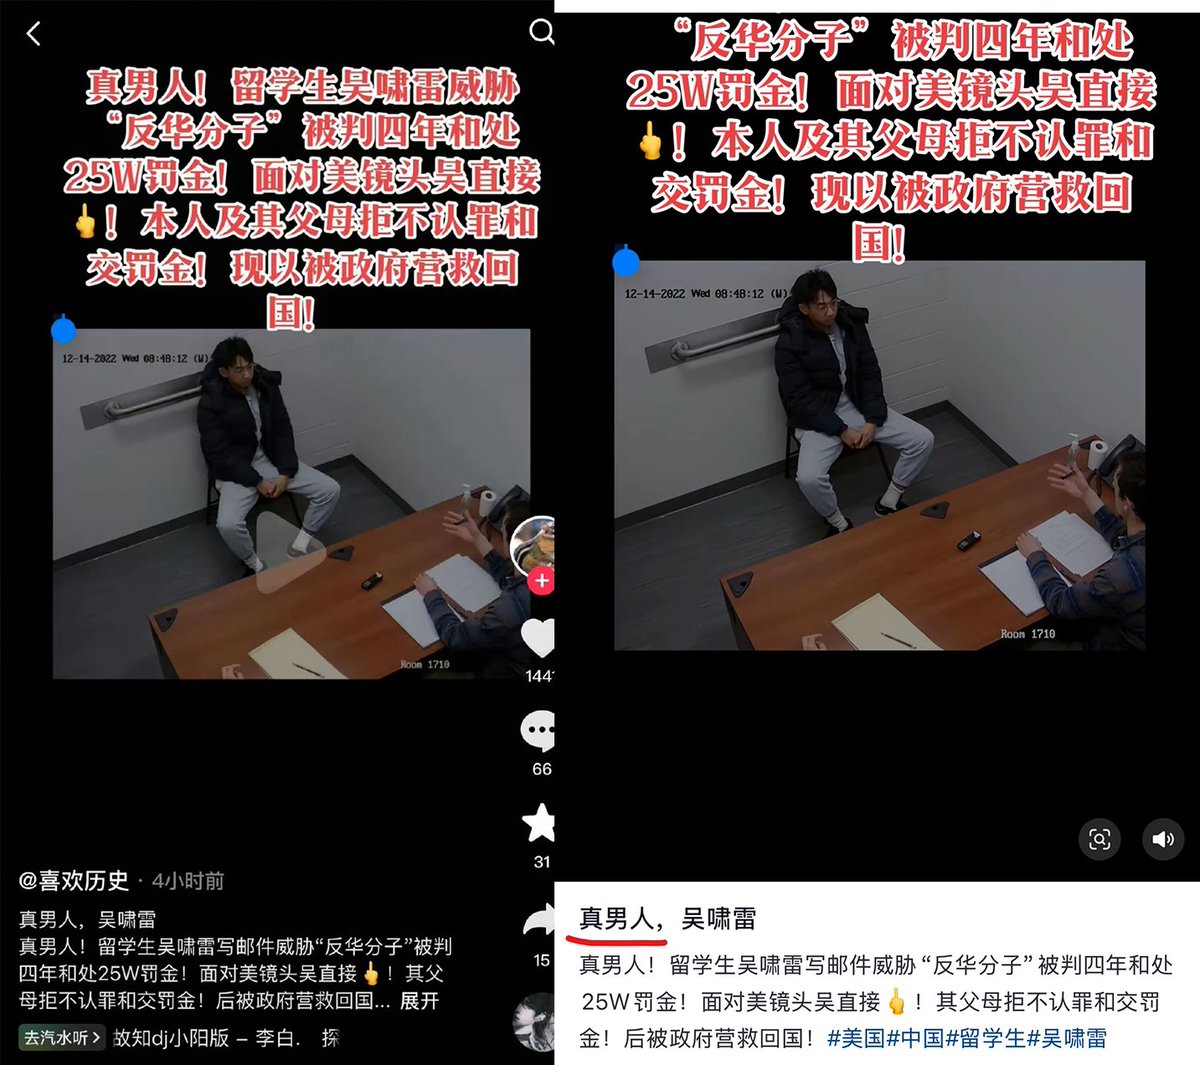 真男人！留学生吴啸雷威胁
“反华分子”被判四年和处
25W罚金！面对美镜头吴直接
🖕！本人及其父母拒不认罪和
交罚金！现以被政府营救回
国！
12-14-2022 Wed 08:48:12 (W)
Room 1710
144
66
31
15
@喜欢历史 · 4小时前
真男人，吴啸雷
真男人！留学生吴啸雷写邮件威胁“反华分子”被判
四年和处25W罚金！面对美镜头吴直接🖕！其父
母拒不认罪和交罚金！后被政府营救回国... 展开
去汽水听 > 故知dj小阳版 – 李白. 探
“反华分子”被判四年和处
25W罚金！面对美镜头吴直接
🖕！本人及其父母拒不认罪和
交罚金！现以被政府营救回
国！
12-14-2022 Wed 08:48:12 (W)
Room 1710
真男人，吴啸雷
真男人！留学生吴啸雷写邮件威胁“反华分子”被判四年和处
25W罚金！面对美镜头吴直接🖕！其父母拒不认罪和交罚
金！后被政府营救回国！#美国#中国#留学生#吴啸雷